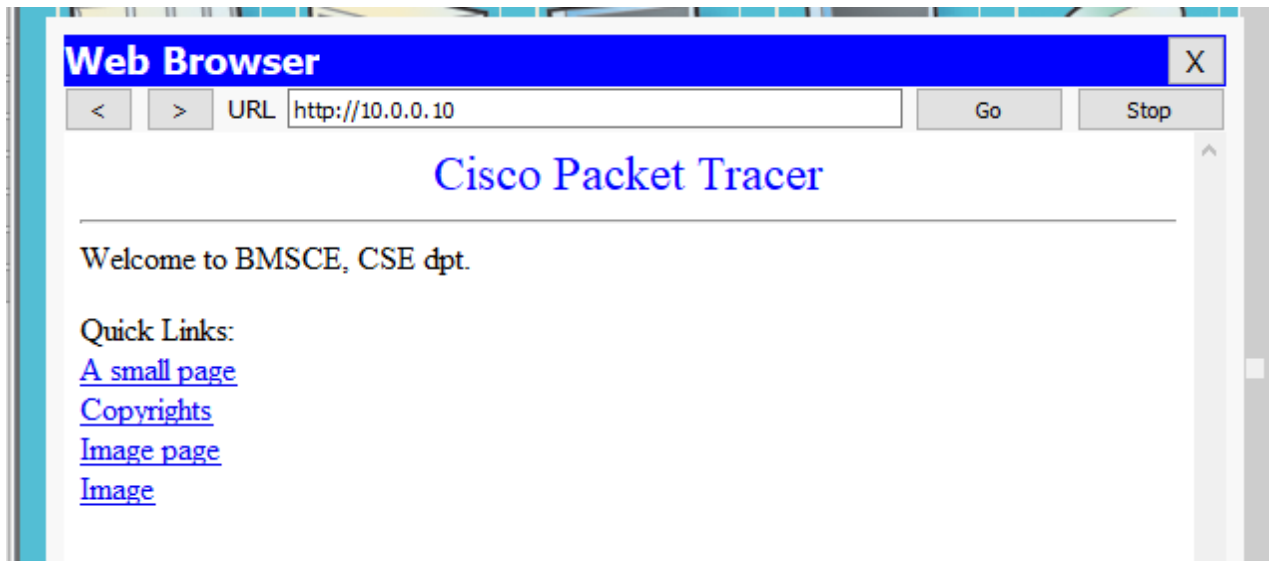 Web Browser X
< > URL http://10.0.0.10 Go Stop
Cisco Packet Tracer
Welcome to BMSCE, CSE dpt.
Quick Links:
A small page
Copyrights
Image page
Image